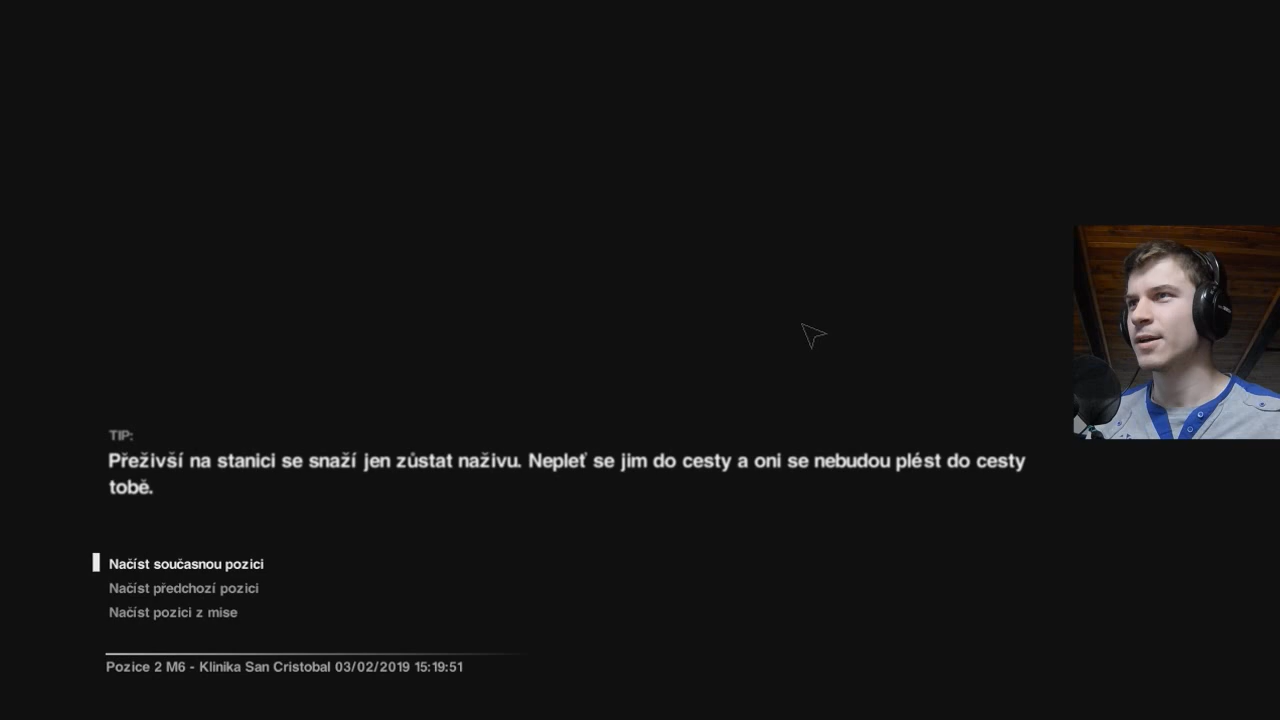 TIP:
Přeživší na stanici se snaží jen zůstat naživu. Nepleť se jim do cesty a oni se nebudou plést do cesty
tobě.
Načíst současnou pozici
Načíst předchozí pozici
Načíst pozici z mise
Pozice 2 M6 - Klinika San Cristobal 03/02/2019 15:19:51